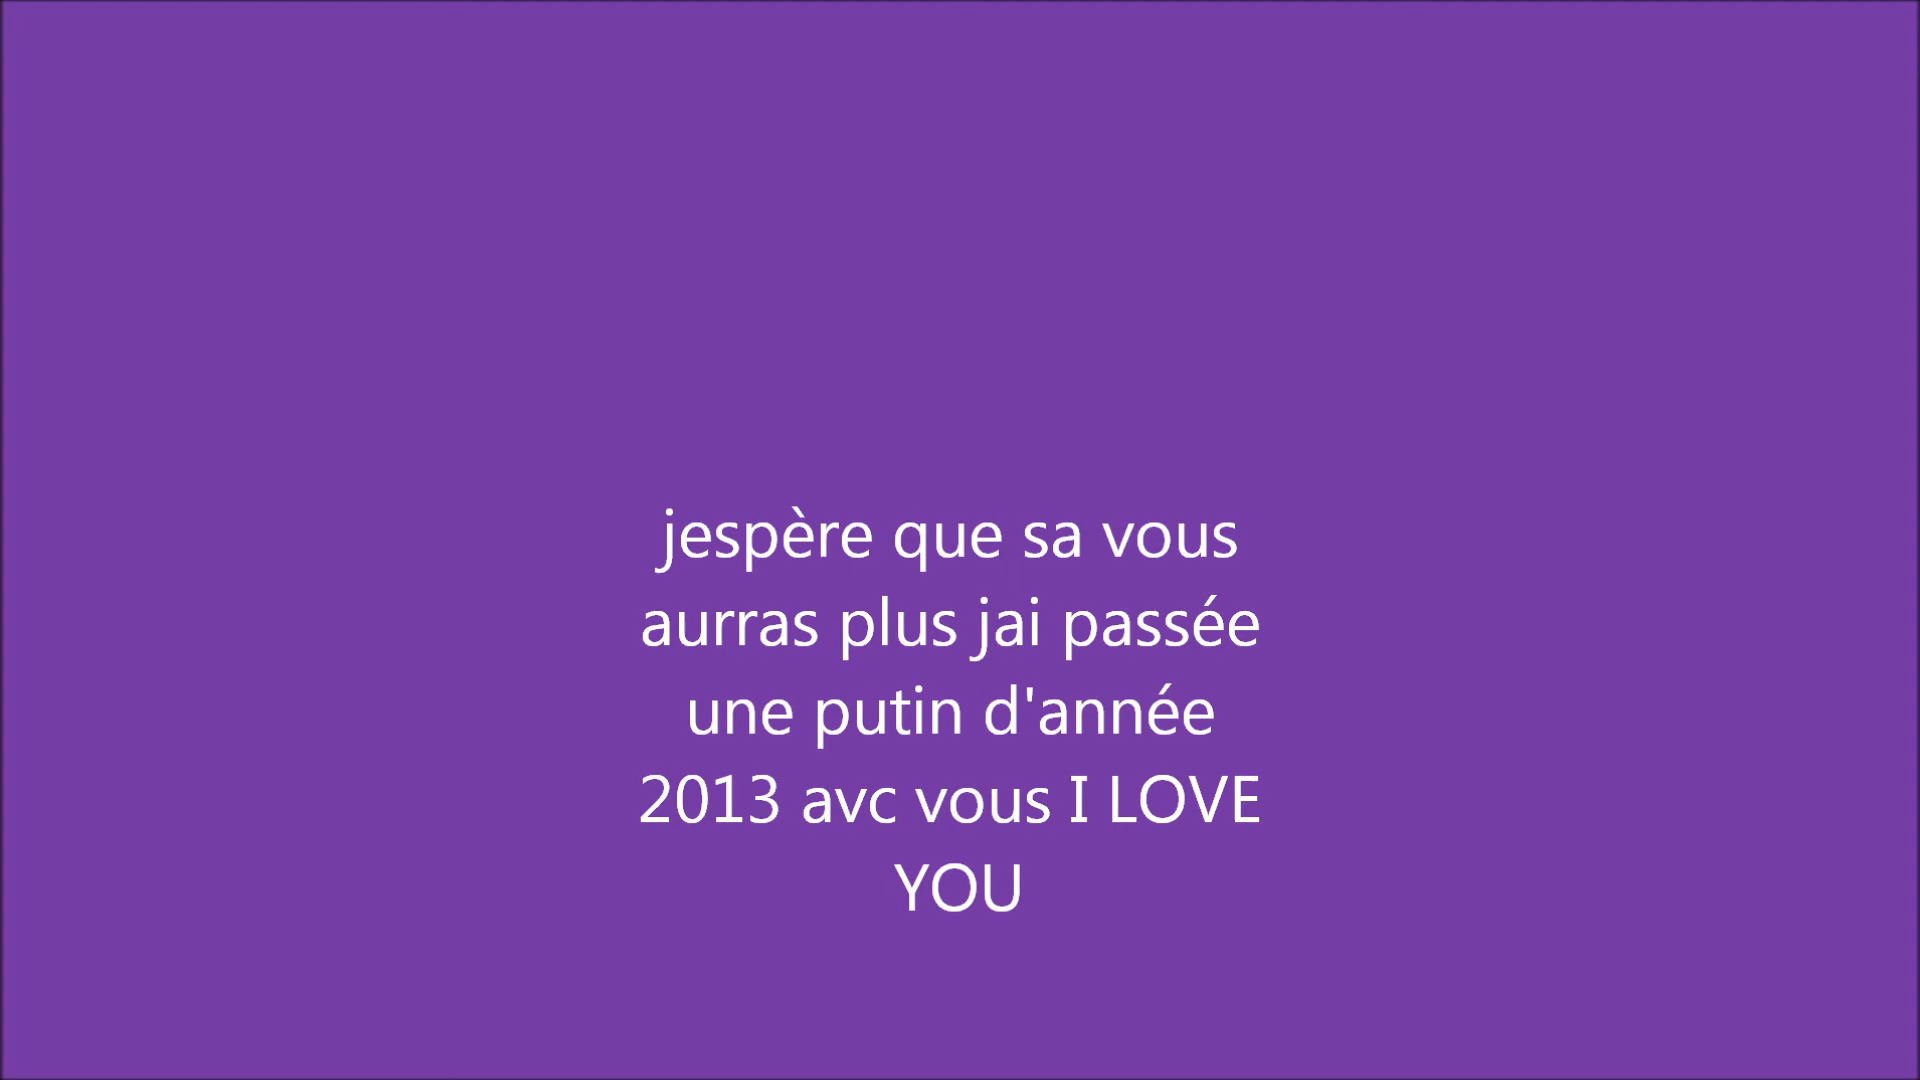 jespère que sa vous
aurras plus jai passée
une putin d'année
2013 avc vous I LOVE
YOU